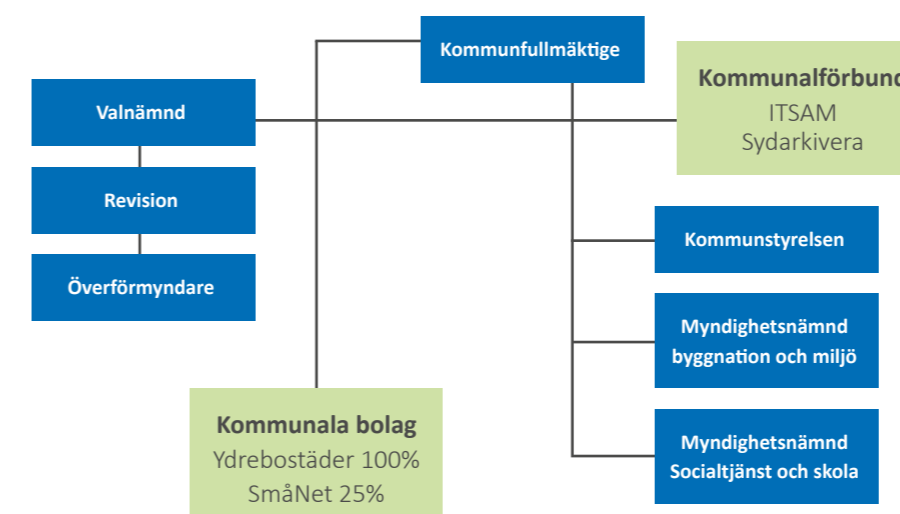 Kommunfullmäktige
Kommunalförbund
ITSAM
Sydarkivera
Valnämnd
Revision
Överförmyndare
Kommunstyrelsen
Myndighetsnämnd
byggnation och miljö
Myndighetsnämnd
Socialtjänst och skola
Kommunala bolag
Ydrebostäder 100%
SmåNet 25%